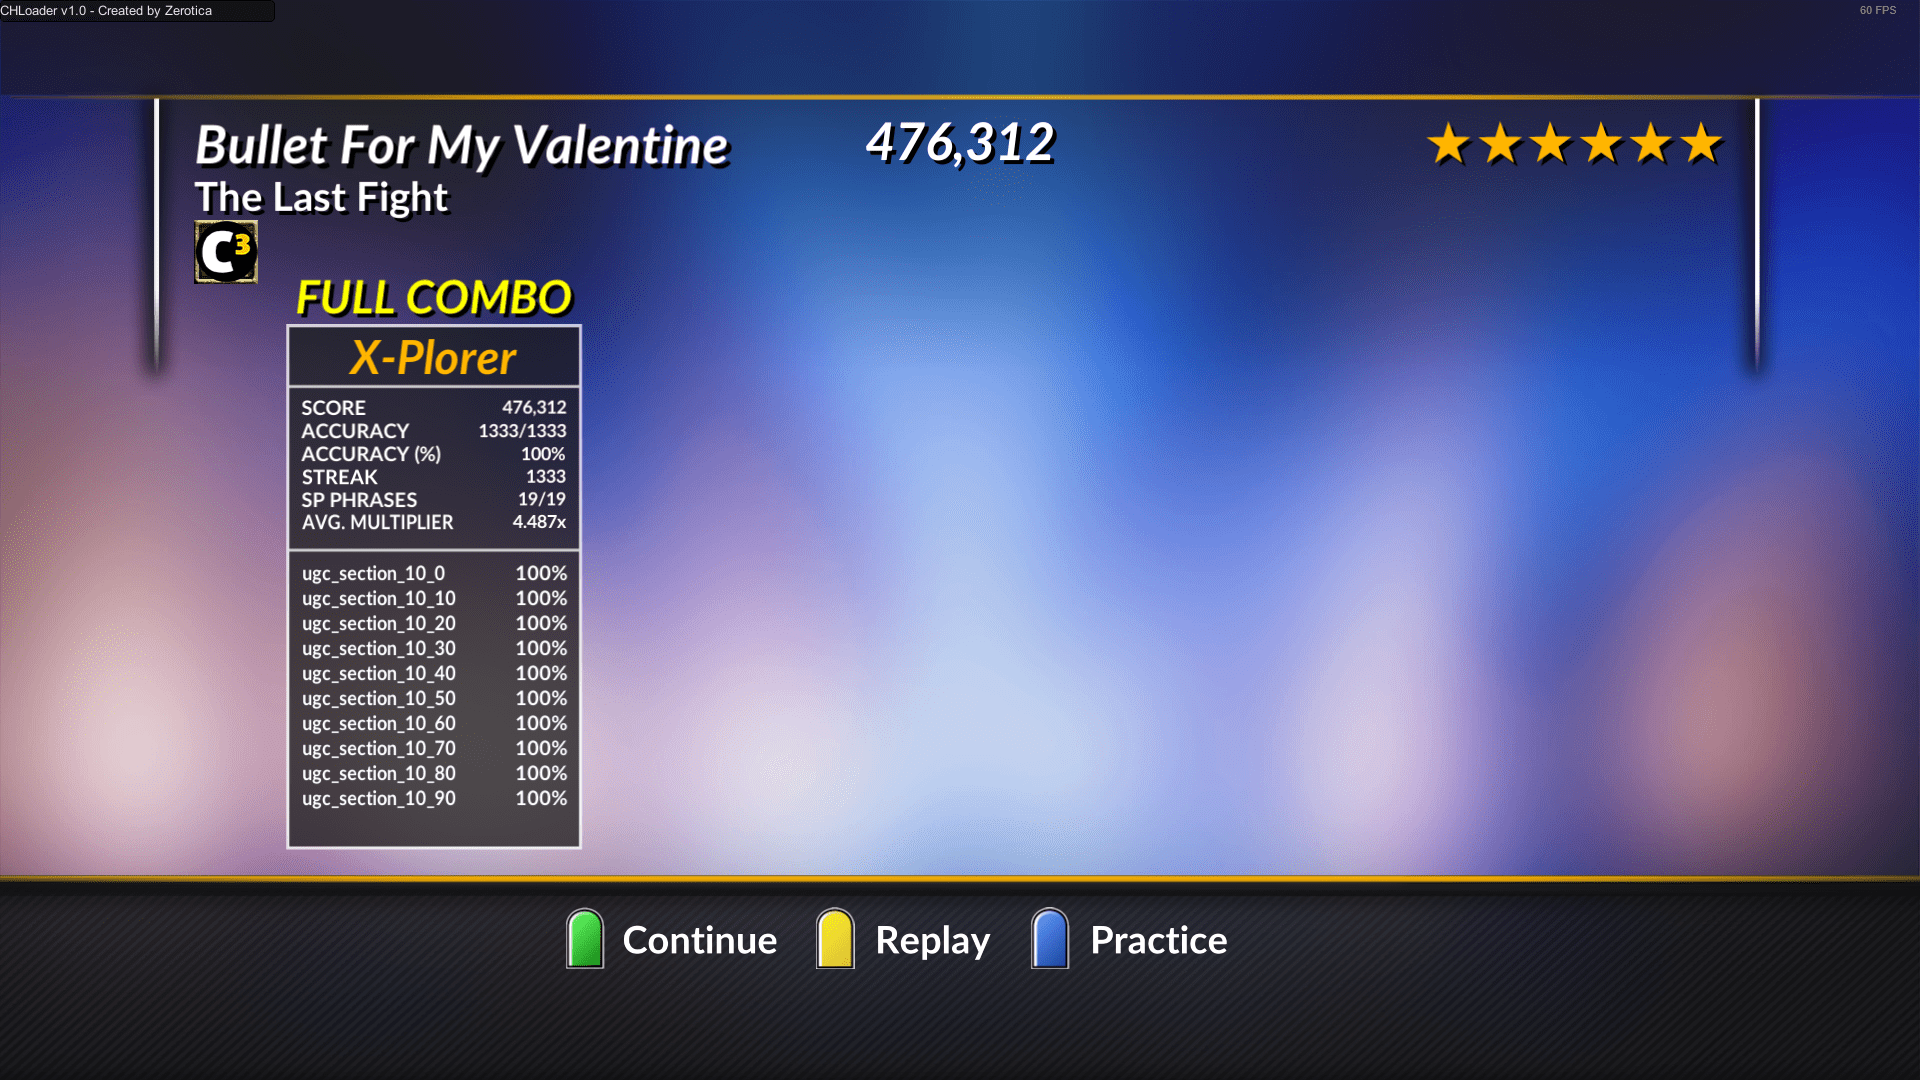 CHLoader v1.0 - Created by Zerotica
60 FPS
Bullet For My Valentine
476,312
The Last Fight
C3
FULL COMBO
X-Plorer
SCORE 476,312
ACCURACY 1333/1333
ACCURACY (%) 100%
STREAK 1333
SP PHRASES 19/19
AVG. MULTIPLIER 4.487x
ugc_section_10_0 100%
ugc_section_10_10 100%
ugc_section_10_20 100%
ugc_section_10_30 100%
ugc_section_10_40 100%
ugc_section_10_50 100%
ugc_section_10_60 100%
ugc_section_10_70 100%
ugc_section_10_80 100%
ugc_section_10_90 100%
Continue Replay Practice